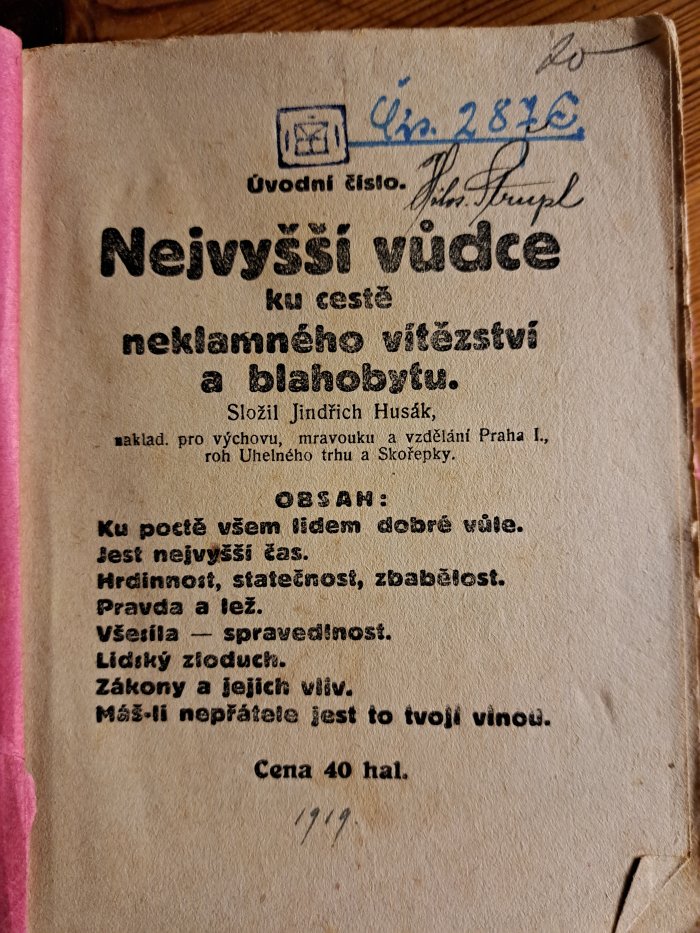 20
Čís. 287E.
Úvodní číslo.
Milos. Strupl
Nejvyšší vůdce
ku cestě
neklamného vítězství
a blahobytu.
Složil Jindřich Husák,
naklad. pro výchovu, mravouku a vzdělání Praha I.,
roh Uhelného trhu a Skořepky.
OBSAH:
Ku poctě všem lidem dobré vůle.
Jest nejvyšší čas.
Hrdinnost, statečnost, zbabělost.
Pravda a lež.
Všesíla — spravedlnost.
Lidský zloduch.
Zákony a jejich vliv.
Máš-li nepřátele jest to tvojí vinou.
Cena 40 hal.
1919.